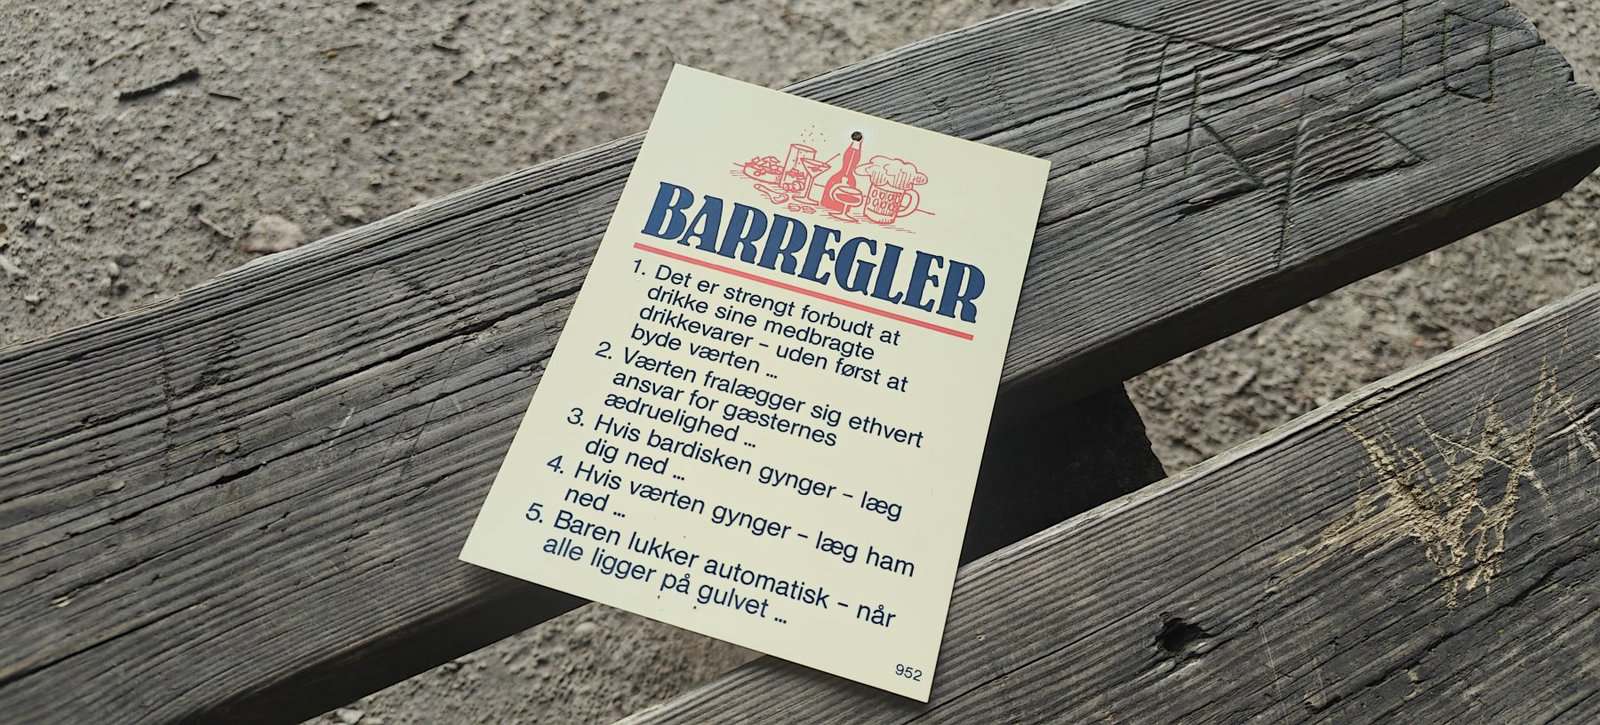 BARREGLER
1. Det er strengt forbudt at
drikke sine medbragte
drikkevarer - uden først at
byde værten ...
2. Værten fralægger sig ethvert
ansvar for gæsternes
ædruelighed ...
3. Hvis bardisken gynger - læg
dig ned ...
4. Hvis værten gynger - læg ham
ned ...
5. Baren lukker automatisk - når
alle ligger på gulvet ...
952